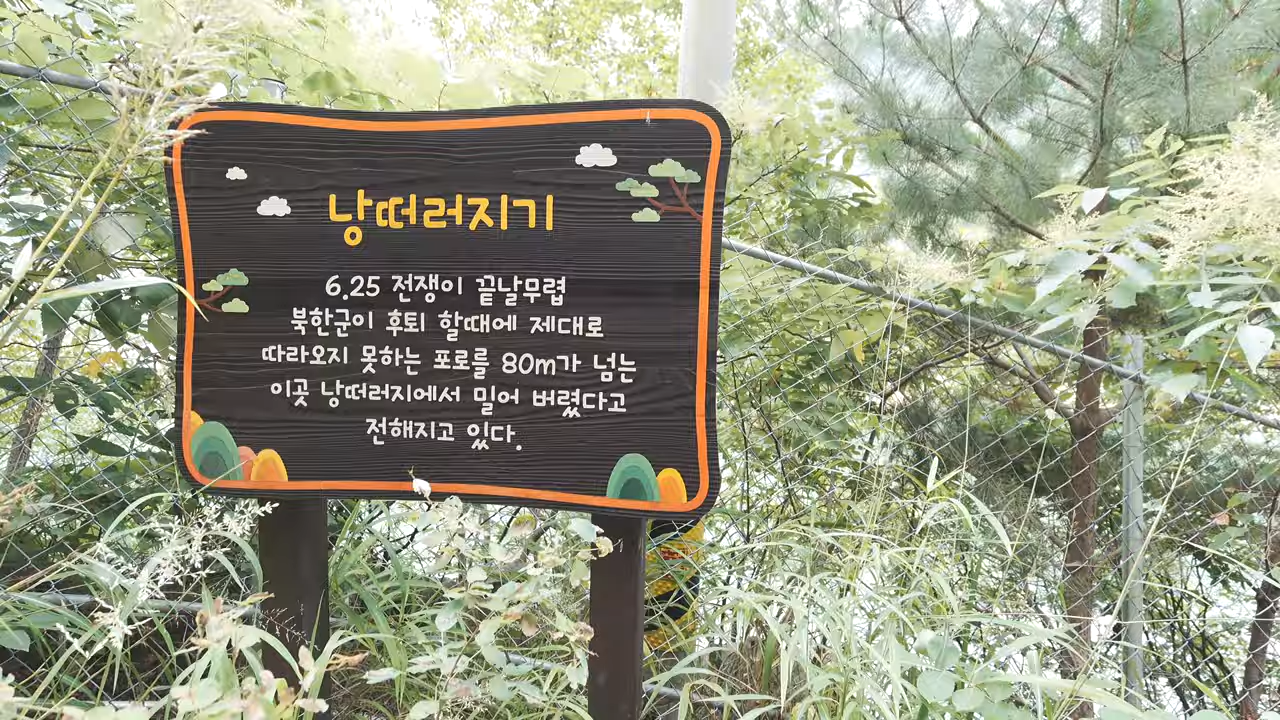 낭떠러지기
6.25 전쟁이 끝날무렵
북한군이 후퇴 할때에 제대로
따라오지 못하는 포로를 80m가 넘는
이곳 낭떠러지에서 밀어 버렸다고
전해지고 있다.